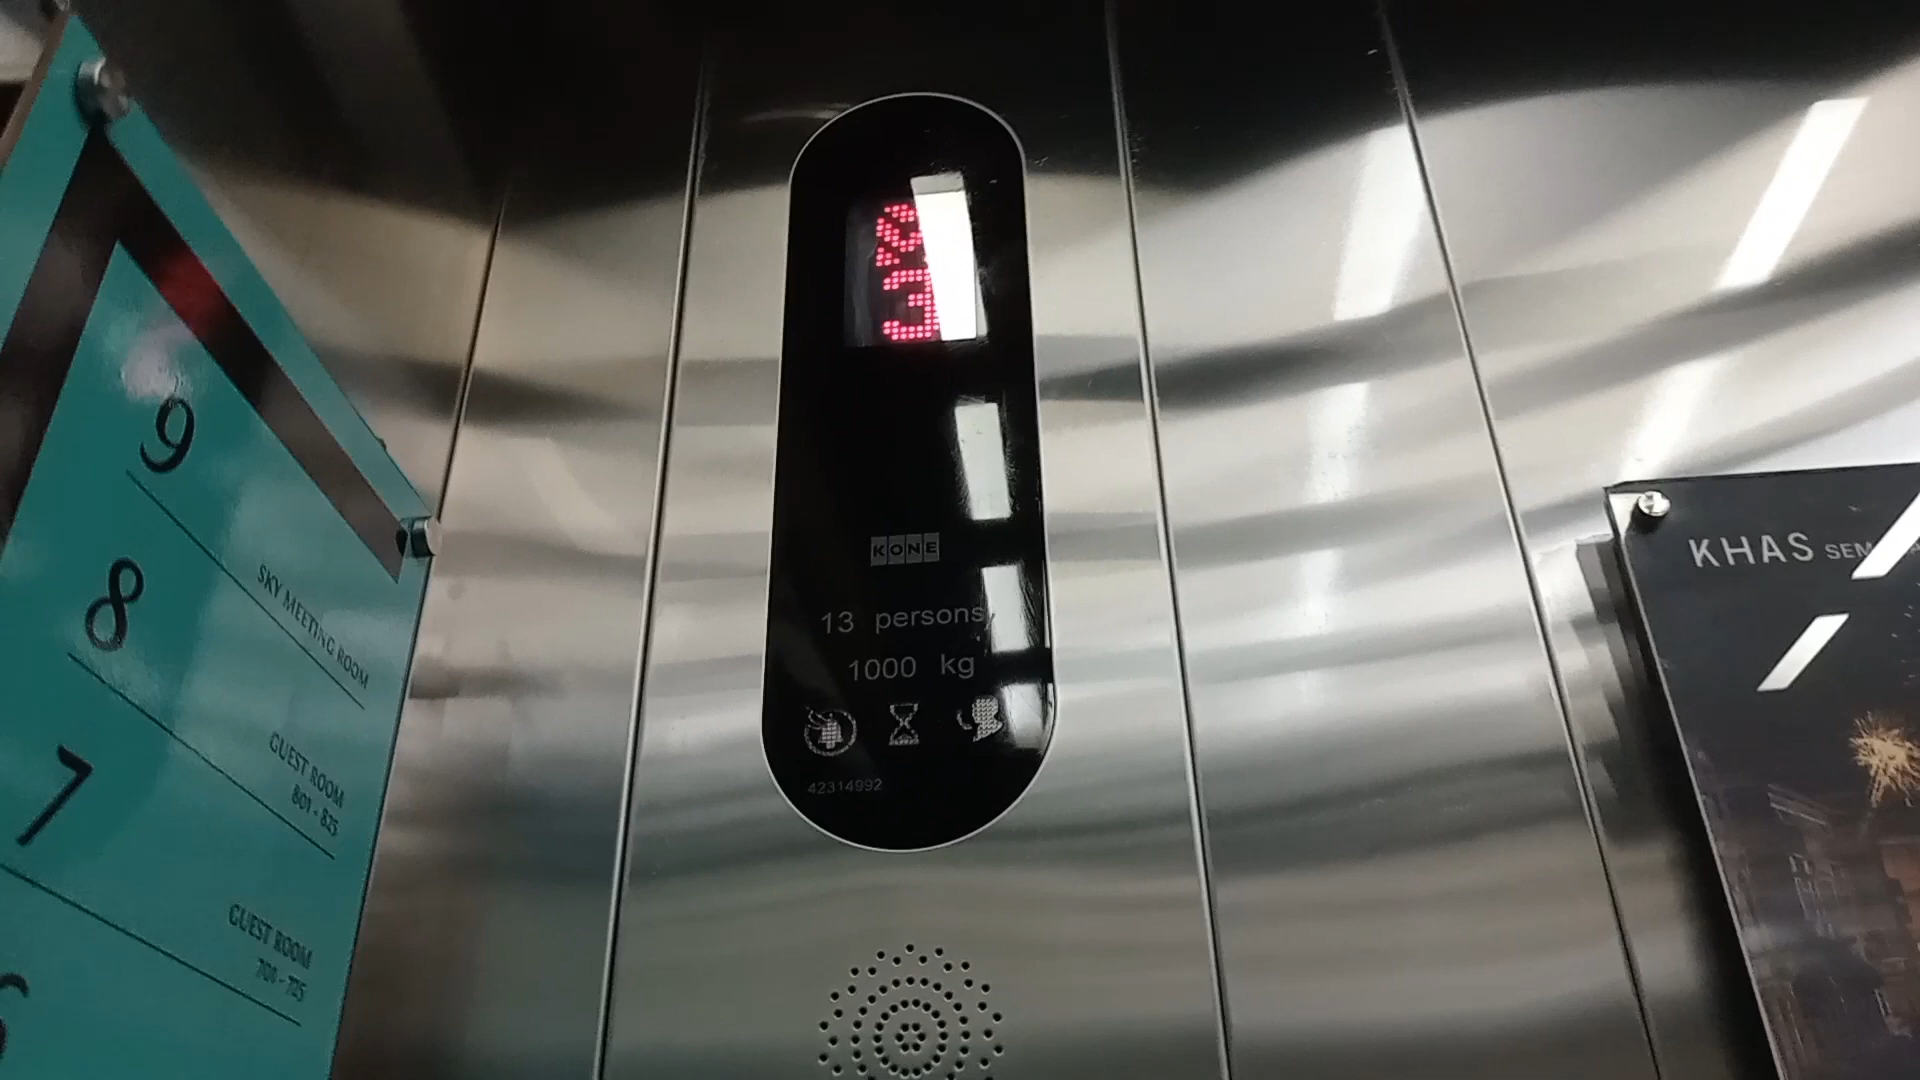 9
SKY MEETING ROOM
8
GUEST ROOM
801 - 825
7
GUEST ROOM
701 - 725
KONE
13 persons
1000 kg
42314992
KHAS